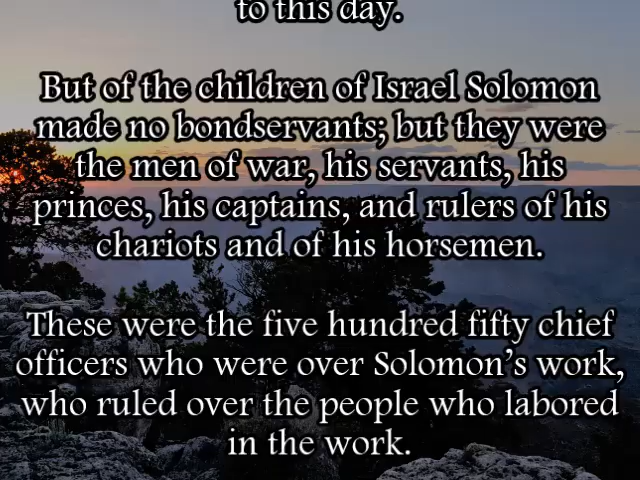 to this day.
But of the children of Israel Solomon
made no bondservants; but they were
the men of war, his servants, his
princes, his captains, and rulers of his
chariots and of his horsemen.
These were the five hundred fifty chief
officers who were over Solomon’s work,
who ruled over the people who labored
in the work.